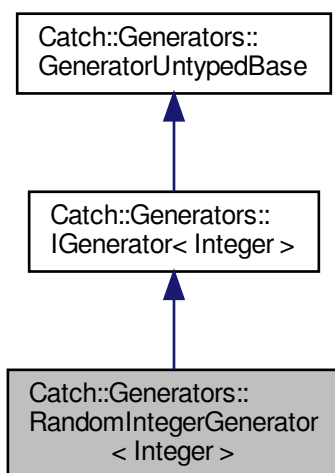 Catch::Generators::
GeneratorUntypedBase
Catch::Generators::
IGenerator< Integer >
Catch::Generators::
RandomIntegerGenerator
< Integer >